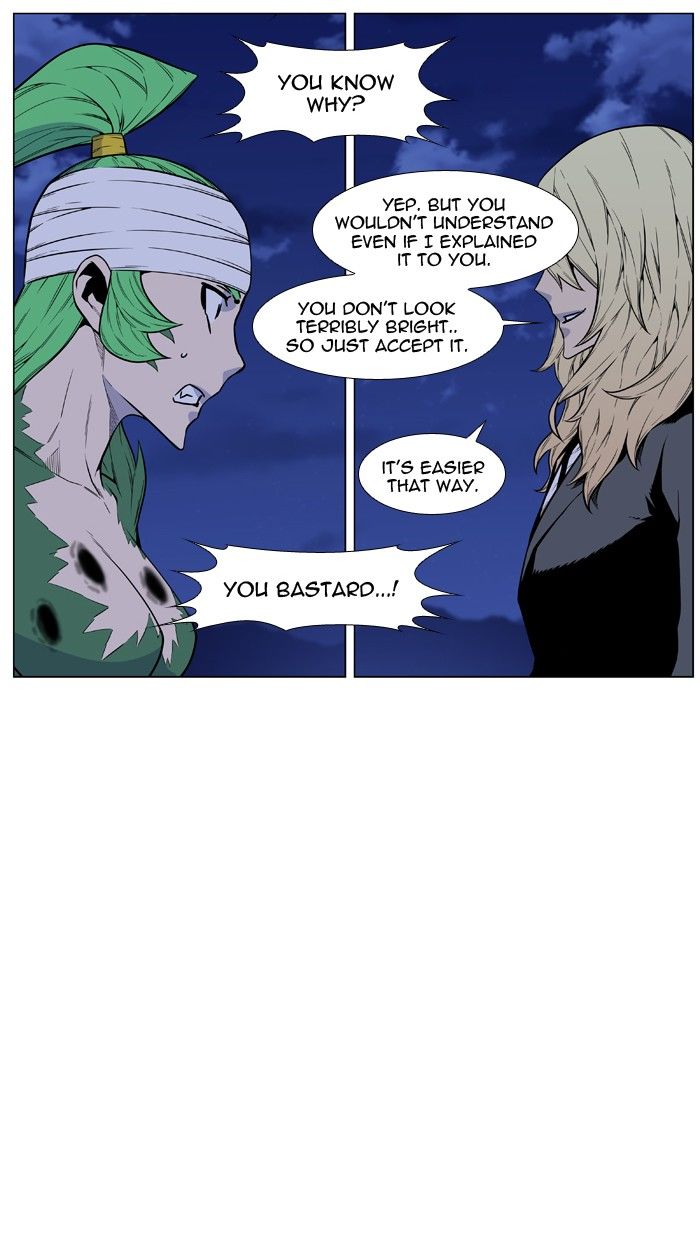 YOU KNOW
WHY?
YEP. BUT YOU
WOULDN'T UNDERSTAND
EVEN IF I EXPLAINED
IT TO YOU.
YOU DON'T LOOK
TERRIBLY BRIGHT..
SO JUST ACCEPT IT.
IT'S EASIER
THAT WAY.
YOU BASTARD...!